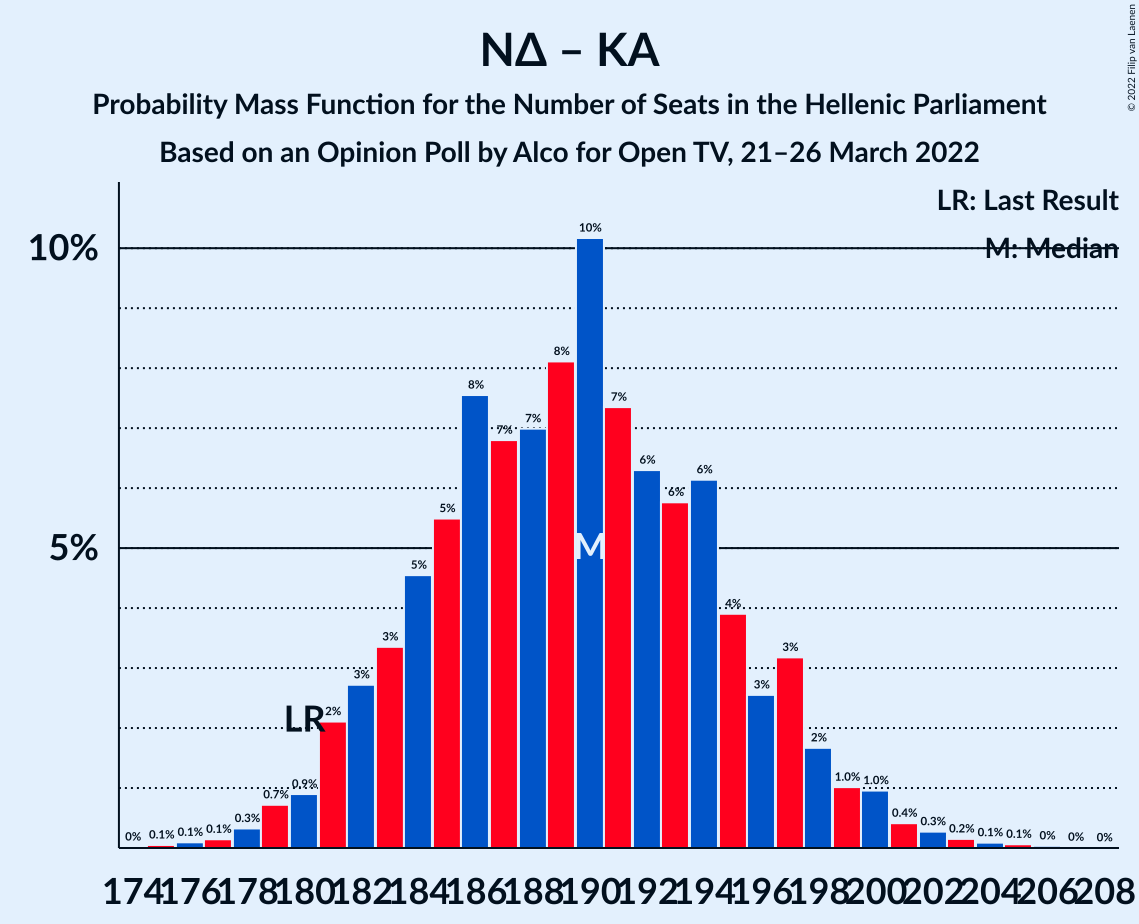 ΝΔ – ΚΑ
Probability Mass Function for the Number of Seats in the Hellenic Parliament
Based on an Opinion Poll by Alco for Open TV, 21–26 March 2022
© 2022 Filip van Laenen
LR: Last Result
M: Median
10%
5%
0% 0.1% 0.1% 0.1% 0.3% 0.7% 0.9% 2% 3% 3% 5% 5% 8% 7% 7% 8% 10% 7% 6% 6% 6% 4% 3% 3% 2% 1.0% 1.0% 0.4% 0.3% 0.2% 0.1% 0.1% 0% 0% 0%
LR
M
174 176 178 180 182 184 186 188 190 192 194 196 198 200 202 204 206 208